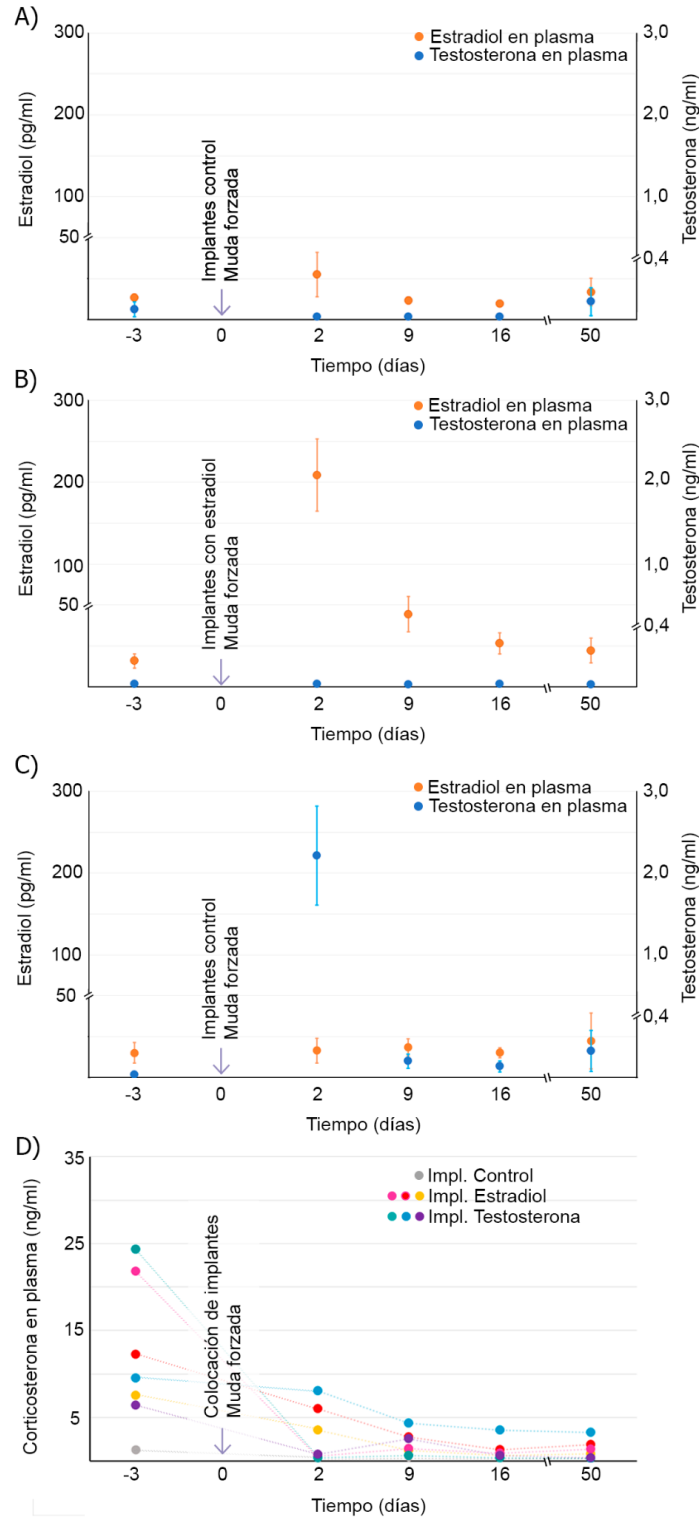 A)
300
200
100
50
Estradiol (pg/ml)
Estradiol en plasma
Testosterona en plasma
3,0
2,0
1,0
0,4
Testosterona (ng/ml)
Implantes control
Muda forzada
-3 0 2 9 16 50
Tiempo (días)
B)
300
200
100
50
Estradiol (pg/ml)
Estradiol en plasma
Testosterona en plasma
3,0
2,0
1,0
0,4
Testosterona (ng/ml)
Implantes con estradiol
Muda forzada
-3 0 2 9 16 50
Tiempo (días)
C)
300
200
100
50
Estradiol (pg/ml)
Estradiol en plasma
Testosterona en plasma
3,0
2,0
1,0
0,4
Testosterona (ng/ml)
Implantes control
Muda forzada
-3 0 2 9 16 50
Tiempo (días)
D)
35
25
15
5
Corticosterona en plasma (ng/ml)
Impl. Control
Impl. Estradiol
Impl. Testosterona
Colocación de implantes
Muda forzada
-3 0 2 9 16 50
Tiempo (días)